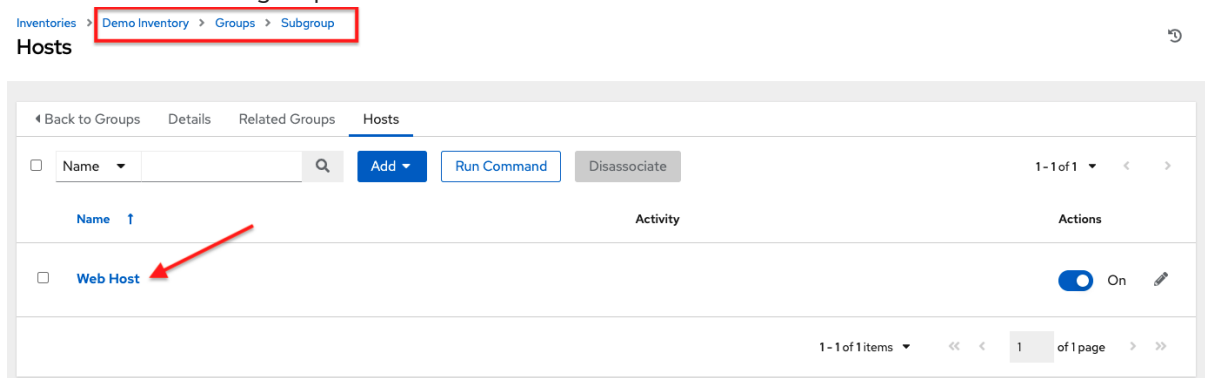 Inventories > Demo Inventory > Groups > Subgroup
Hosts
Back to Groups Details Related Groups Hosts
Name Add Run Command Disassociate 1 - 1 of 1
Name Activity Actions
Web Host On
1 - 1 of 1 items 1 of 1 page